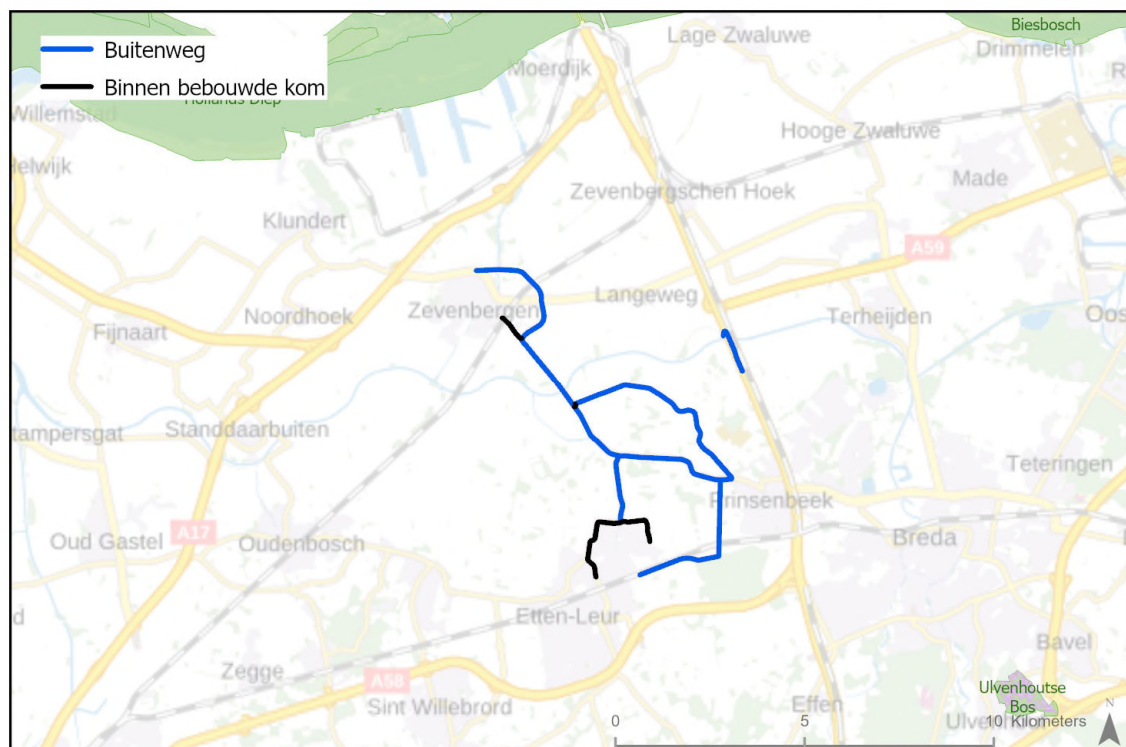 Buitenweg
Binnen bebouwde kom
Biesbosch
Lage Zwaluwe
Drimmelen
Moerdijk
Hollands Diep
Willemstad
Hooge Zwaluwe
Helwijk
Made
Zevenbergschen Hoek
Klundert
A59
Langeweg
Zevenbergen
Noordhoek
Terheijden
Fijnaart
Standdaarbuiten
Teteringen
Prinsenbeek
A17
Oud Gastel
Oudenbosch
Breda
Etten-Leur
Bavel
Zegge
A58
Ulvenhoutse
Bos
Sint Willebrord
Effen
0 5 10 Kilometers
N